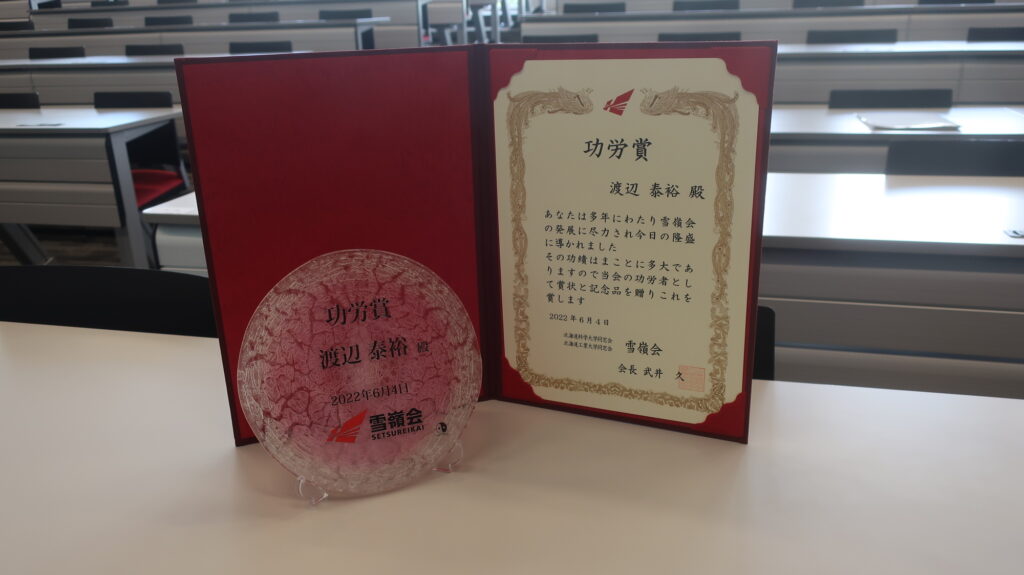 功労賞
渡辺 泰裕 殿
2022年6月4日
雪嶺会
SETSUREIKAI
功労賞
渡辺 泰裕 殿
あなたは多年にわたり雪嶺会
の発展に尽力され今日の隆盛
に導かれました
その功績はまことに多大であ
りますので当会の功労者とし
て賞状と記念品を贈りこれを
賞します
2022年6月4日
北海道科学大学同窓会
北海道工業大学同窓会
雪嶺会
会長 武井 久